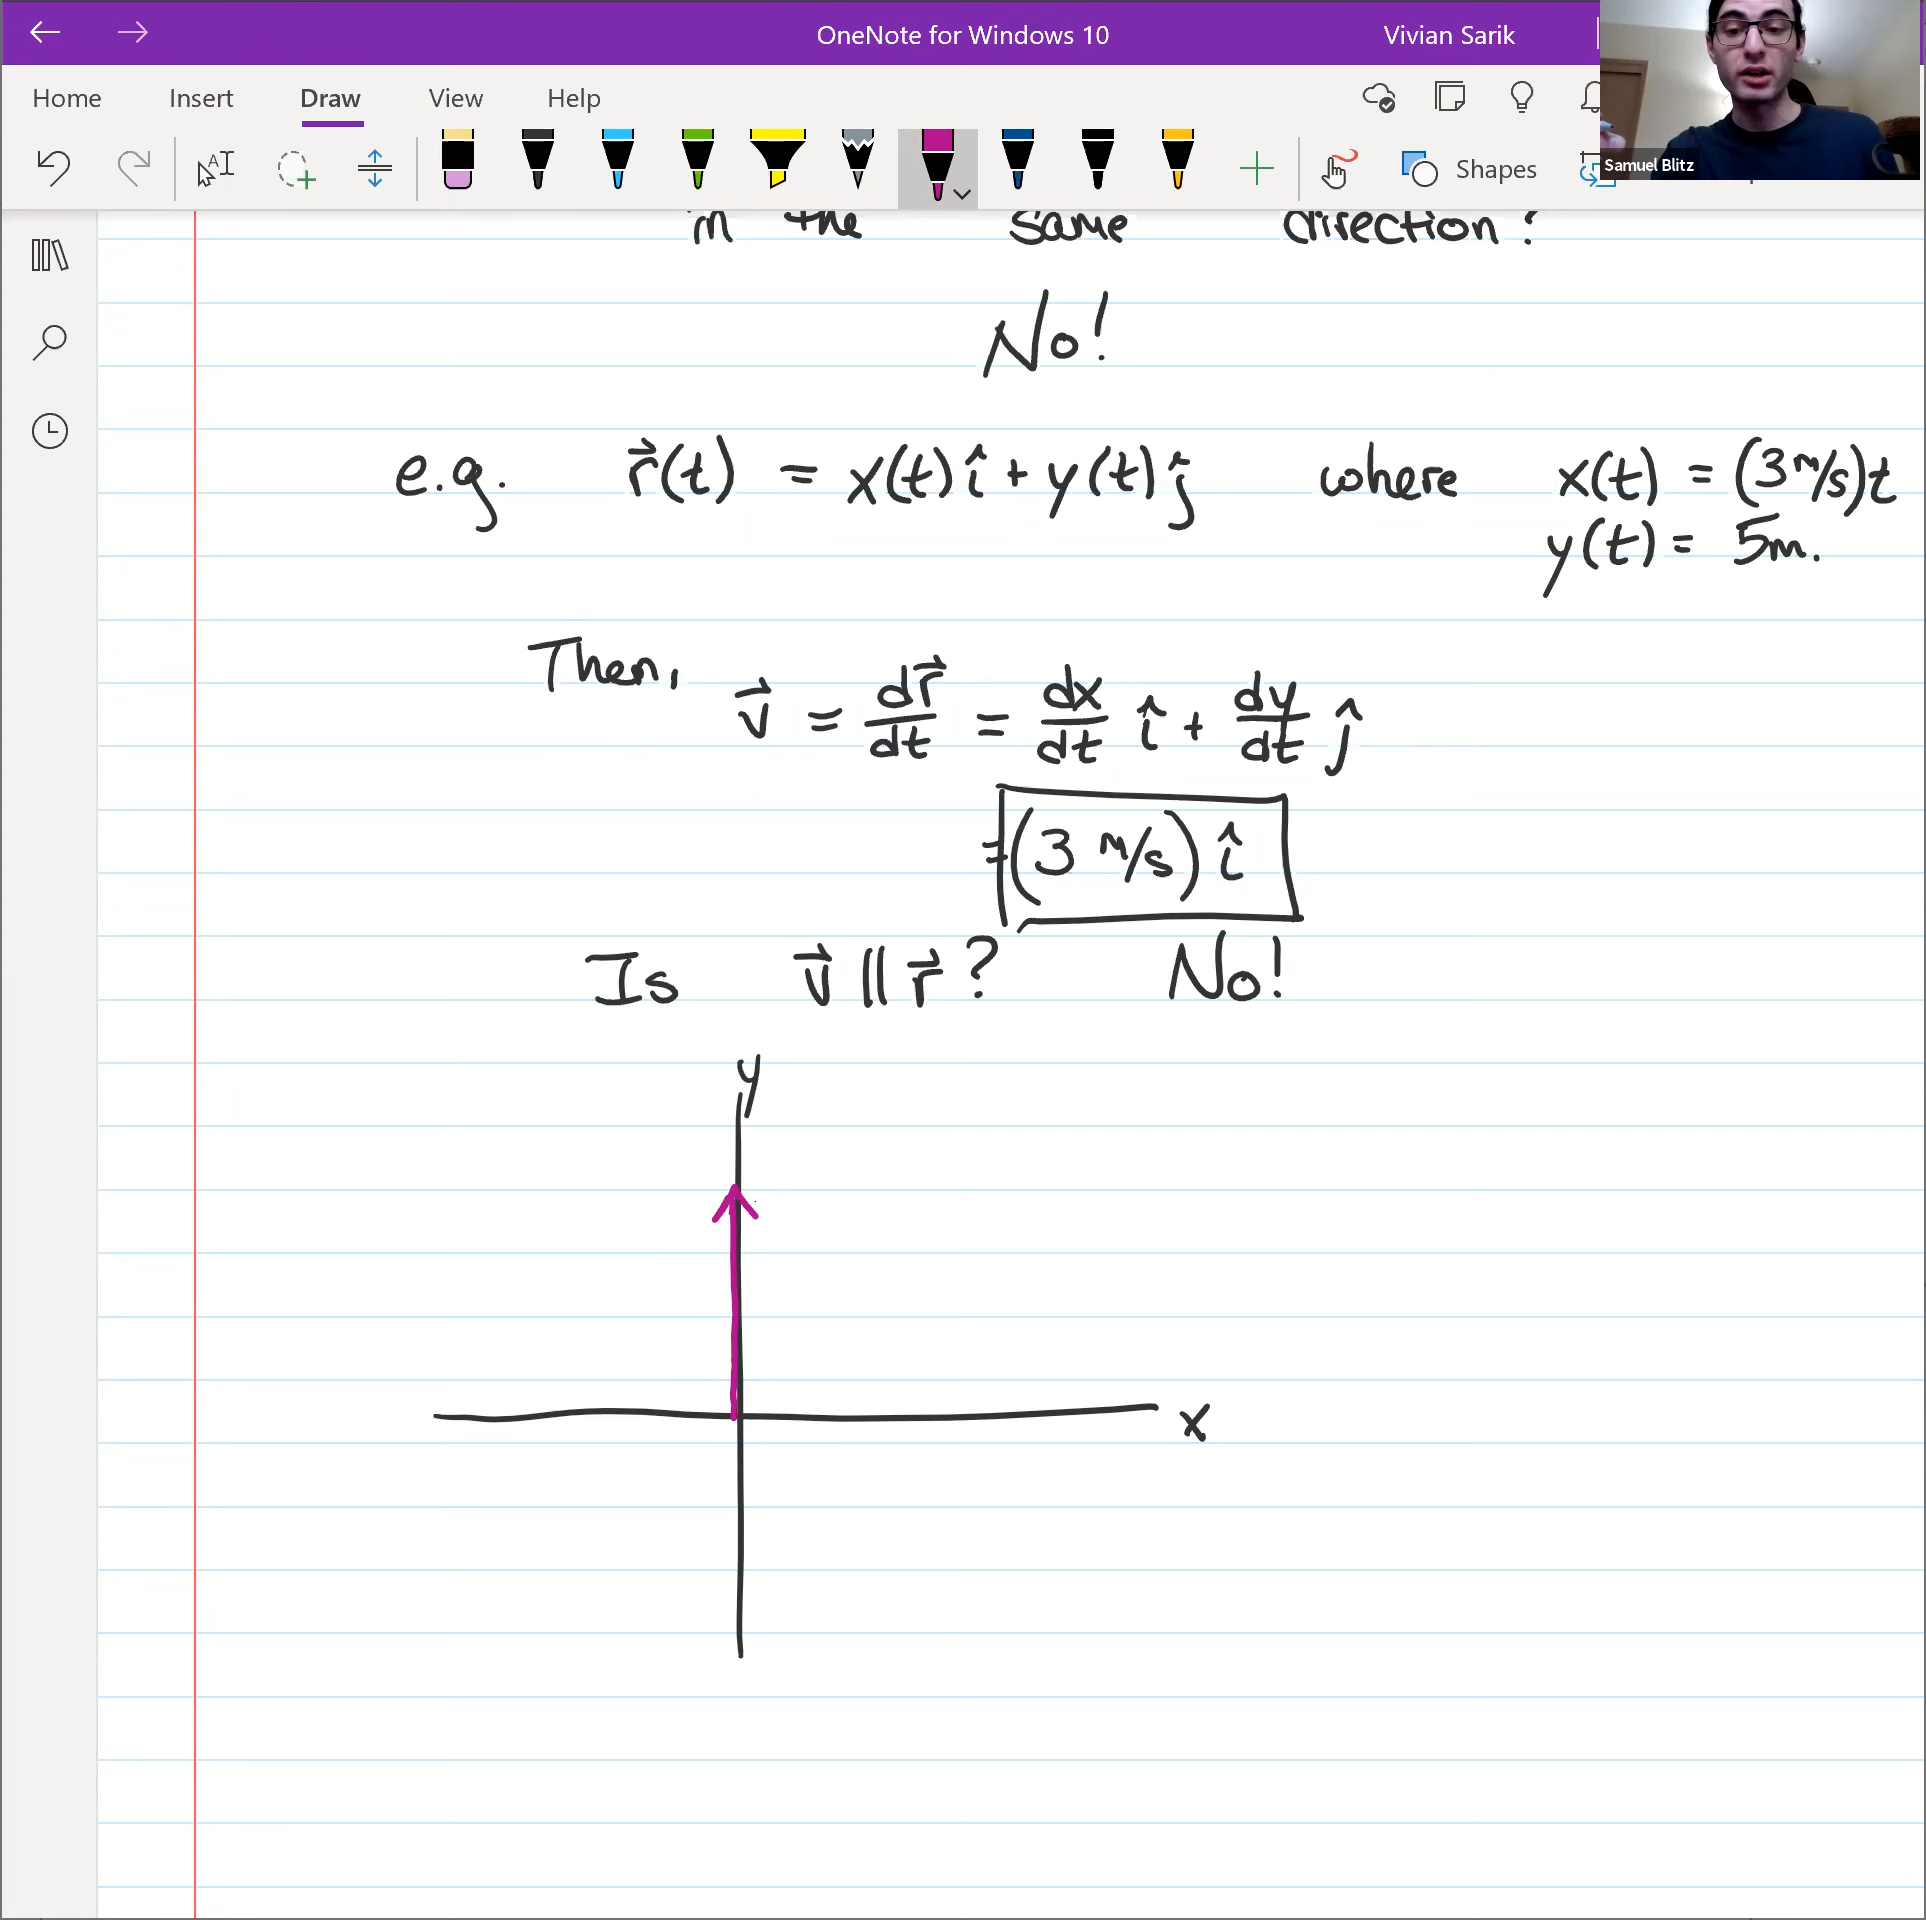 OneNote for Windows 10 Vivian Sarik
Home Insert Draw View Help
Shapes
Samuel Blitz
in the same direction?
No!
e.g. r⃗(t) = x(t) î + y(t) ĵ where x(t) = (3 m/s)t
y(t) = 5m.
Then, v⃗ = dr⃗/dt = dx/dt î + dy/dt ĵ
= (3 m/s) î
Is v⃗ || r⃗ ? No!
y
x